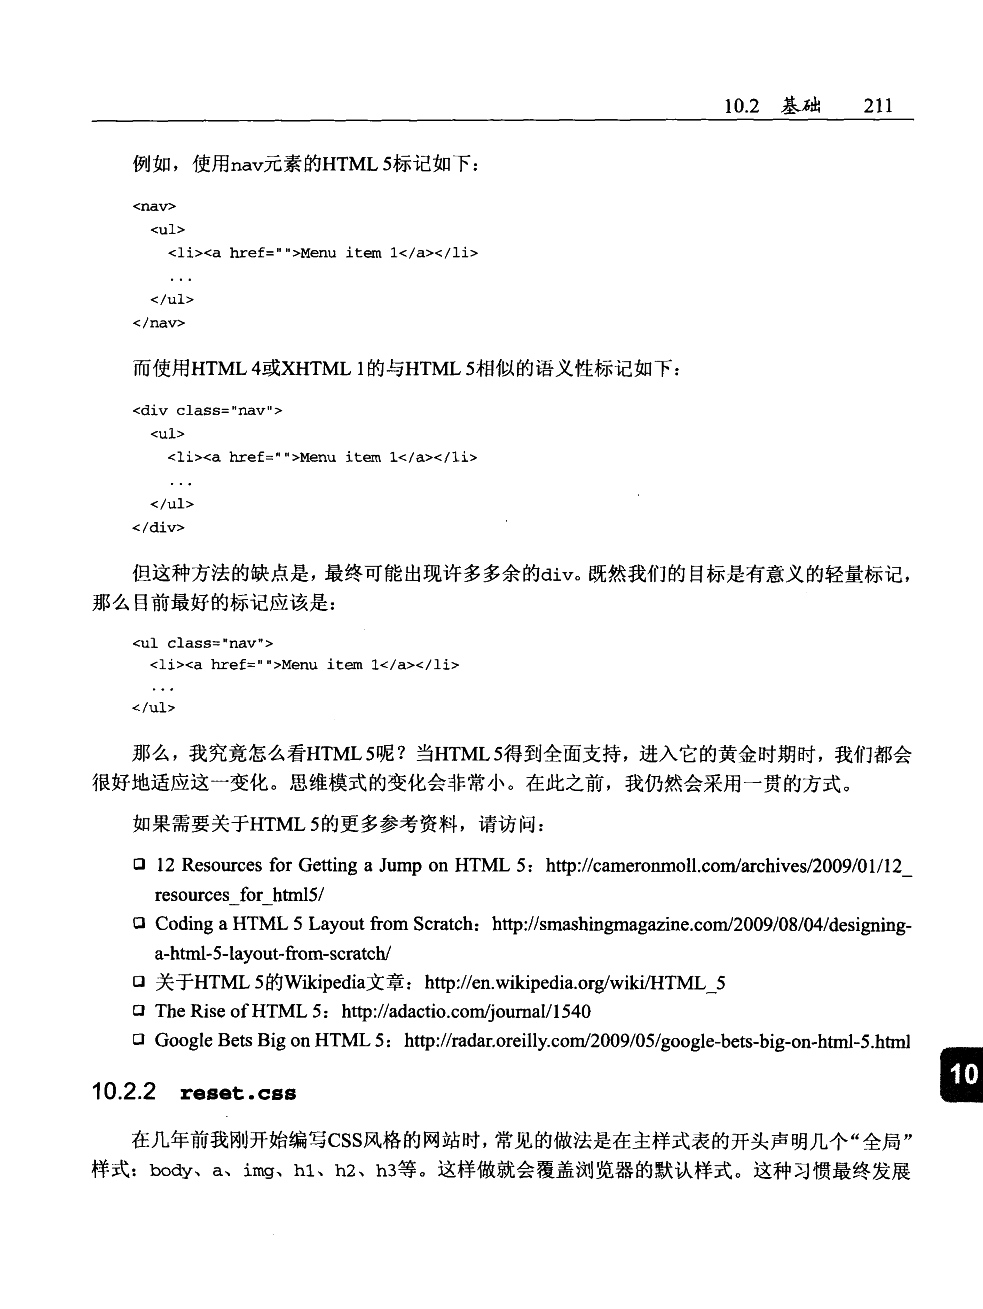 10.2 基础 211
例如，使用nav元素的HTML 5标记如下：
<nav>
<ul>
<li><a href="">Menu item 1</a></li>
...
</ul>
</nav>
而使用HTML 4或XHTML 1的与HTML 5相似的语义性标记如下：
<div class="nav">
<ul>
<li><a href="">Menu item 1</a></li>
...
</ul>
</div>
但这种方法的缺点是，最终可能出现许多多余的div。既然我们的目标是有意义的轻量标记，
那么目前最好的标记应该是：
<ul class="nav">
<li><a href="">Menu item 1</a></li>
...
</ul>
那么，我究竟怎么看HTML 5呢？当HTML 5得到全面支持，进入它的黄金时期时，我们都会
很好地适应这一变化。思维模式的变化会非常小。在此之前，我仍然会采用一贯的方式。
如果需要关于HTML 5的更多参考资料，请访问：
❑ 12 Resources for Getting a Jump on HTML 5：http://cameronmoll.com/archives/2009/01/12_
resources_for_html5/
❑ Coding a HTML 5 Layout from Scratch：http://smashingmagazine.com/2009/08/04/designing-
a-html-5-layout-from-scratch/
❑ 关于HTML 5的Wikipedia文章：http://en.wikipedia.org/wiki/HTML_5
❑ The Rise of HTML 5：http://adactio.com/journal/1540
❑ Google Bets Big on HTML 5：http://radar.oreilly.com/2009/05/google-bets-big-on-html-5.html
10
10.2.2 reset.css
在几年前我刚开始编写CSS风格的网站时，常见的做法是在主样式表的开头声明几个“全局”
样式：body、a、img、h1、h2、h3等。这样做就会覆盖浏览器的默认样式。这种习惯最终发展